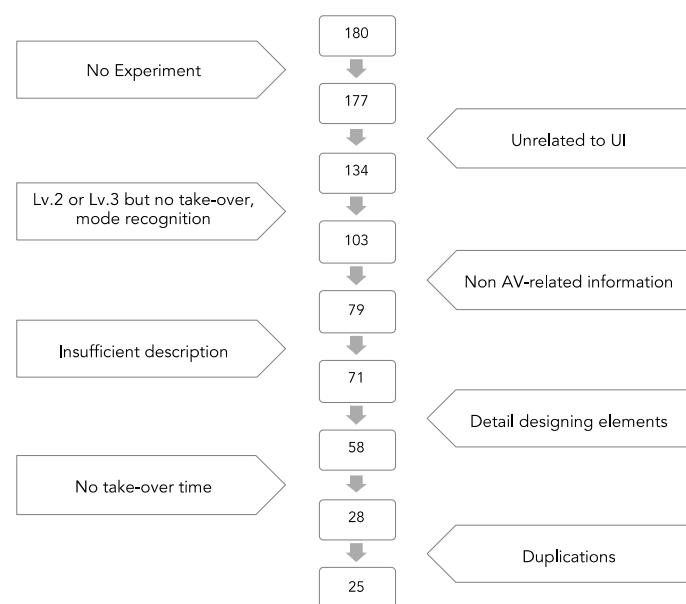 180
No Experiment
177
Unrelated to UI
134
Lv.2 or Lv.3 but no take-over,
mode recognition
103
Non AV-related information
79
Insufficient description
71
Detail designing elements
58
No take-over time
28
Duplications
25